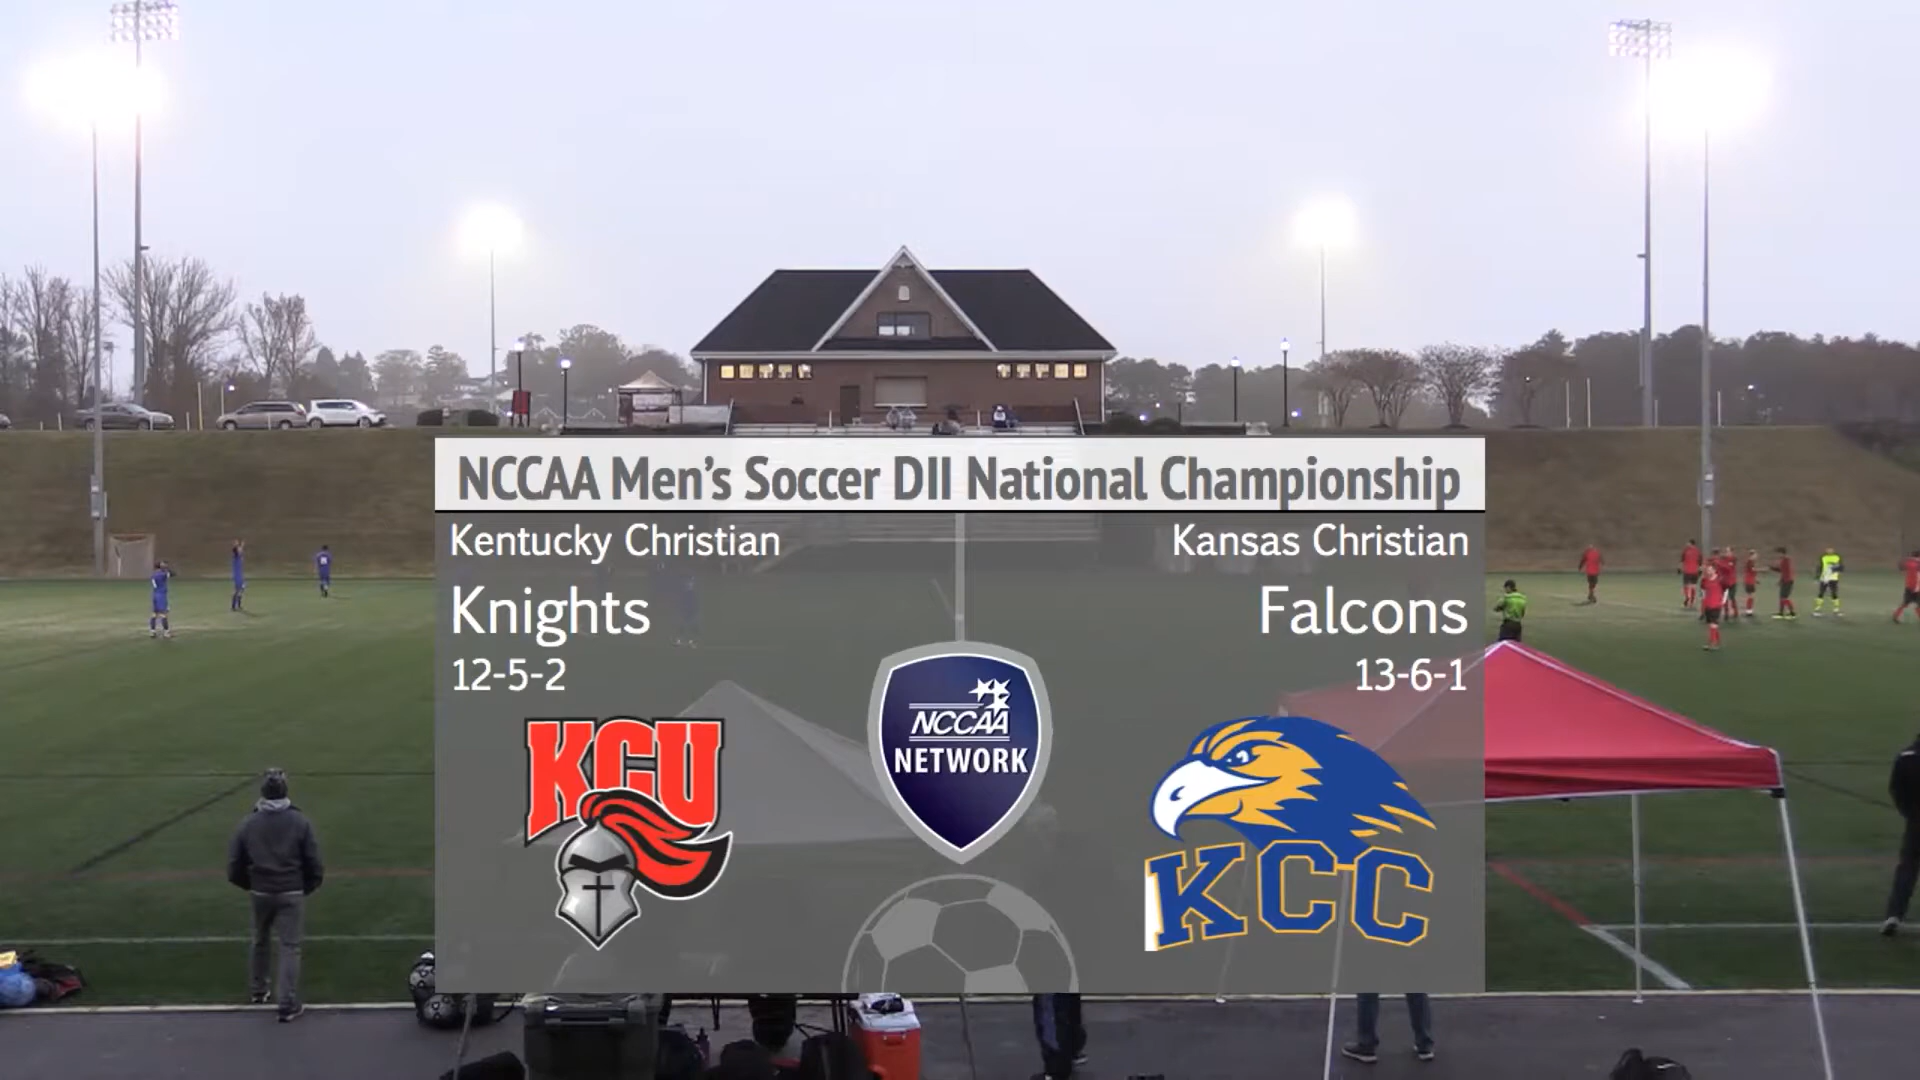 NCCAA Men's Soccer DII National Championship
Kentucky Christian
Kansas Christian
Knights
Falcons
12-5-2
13-6-1
NCCAA
NETWORK
KCU
KCC